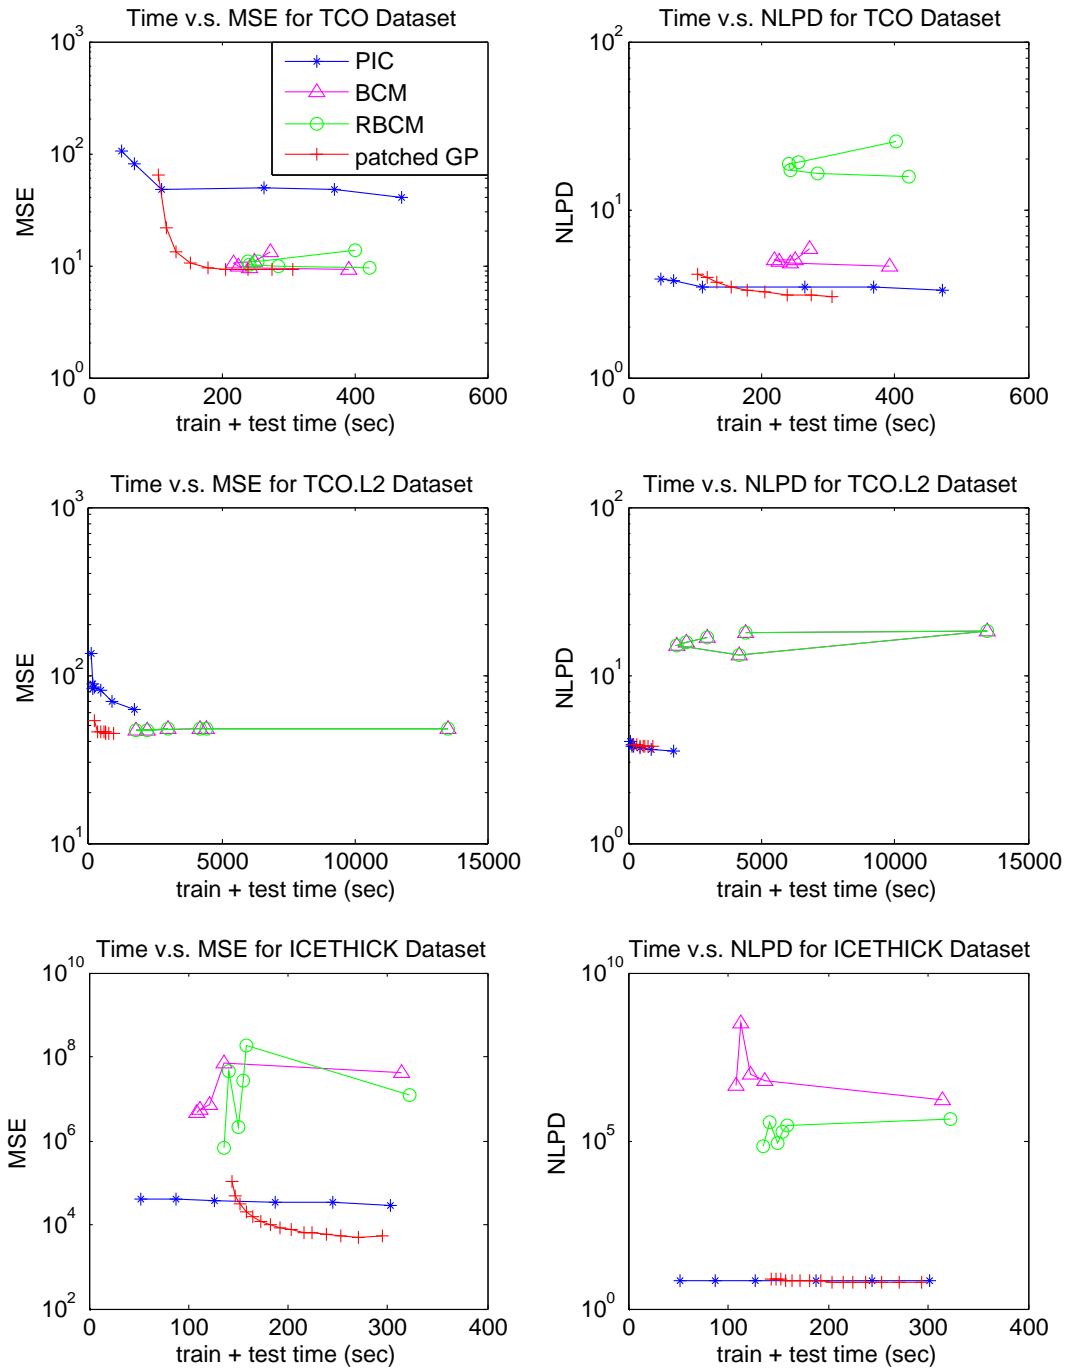 Time v.s. MSE for TCO Dataset
10^3
10^2
10^1
10^0
MSE
PIC
BCM
RBCM
patched GP
0 200 400 600
train + test time (sec)
Time v.s. NLPD for TCO Dataset
10^2
10^1
10^0
NLPD
0 200 400 600
train + test time (sec)
Time v.s. MSE for TCO.L2 Dataset
10^3
10^2
10^1
MSE
0 5000 10000 15000
train + test time (sec)
Time v.s. NLPD for TCO.L2 Dataset
10^2
10^1
10^0
NLPD
0 5000 10000 15000
train + test time (sec)
Time v.s. MSE for ICETHICK Dataset
10^10
10^8
10^6
10^4
10^2
MSE
0 100 200 300 400
train + test time (sec)
Time v.s. NLPD for ICETHICK Dataset
10^10
10^5
10^0
NLPD
0 100 200 300 400
train + test time (sec)